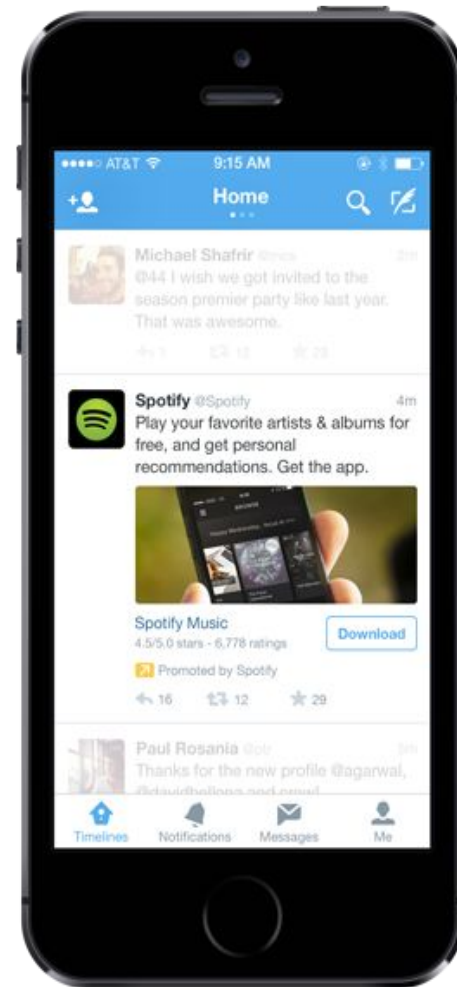 AT&T 9:15 AM
Home
Michael Shafrir
@44 I wish we got invited to the
season premier party like last year.
That was awesome.
12
Spotify @Spotify 4m
Play your favorite artists & albums for
free, and get personal
recommendations. Get the app.
BROWSE
Spotify Music
4.5/5.0 stars - 6,778 ratings
Download
Promoted by Spotify
16 12 29
Paul Rosania
Thanks for the new profile @agarwal,
Timelines Notifications Messages Me